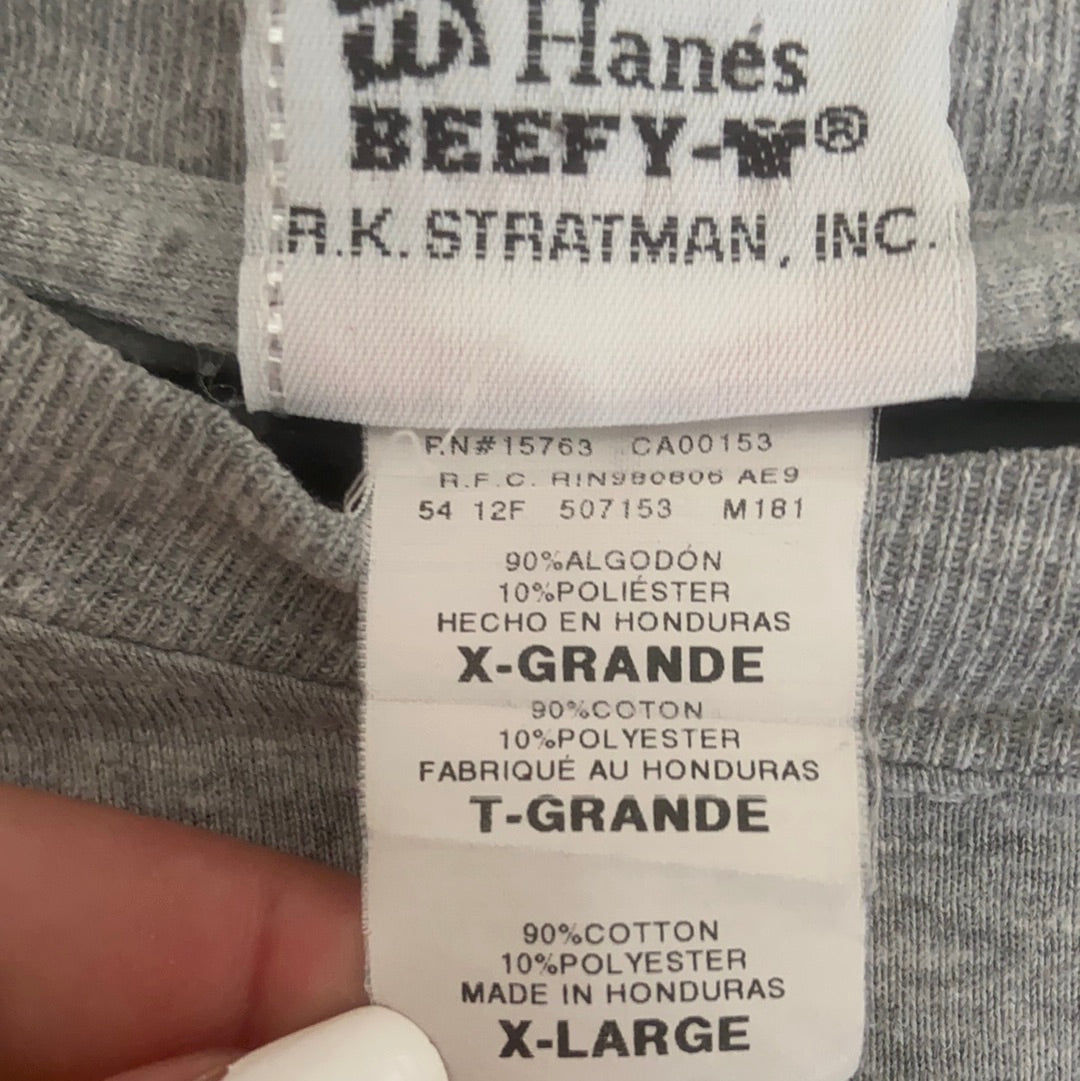 Hanes
BEEFY-T®
R.K. STRATMAN, INC.
RN#15763 CA00153
R.F.C. RIN980806 AE9
54 12F 507153 M181
90%ALGODÓN
10%POLIÉSTER
HECHO EN HONDURAS
X-GRANDE
90%COTON
10%POLYESTER
FABRIQUÉ AU HONDURAS
T-GRANDE
90%COTTON
10%POLYESTER
MADE IN HONDURAS
X-LARGE